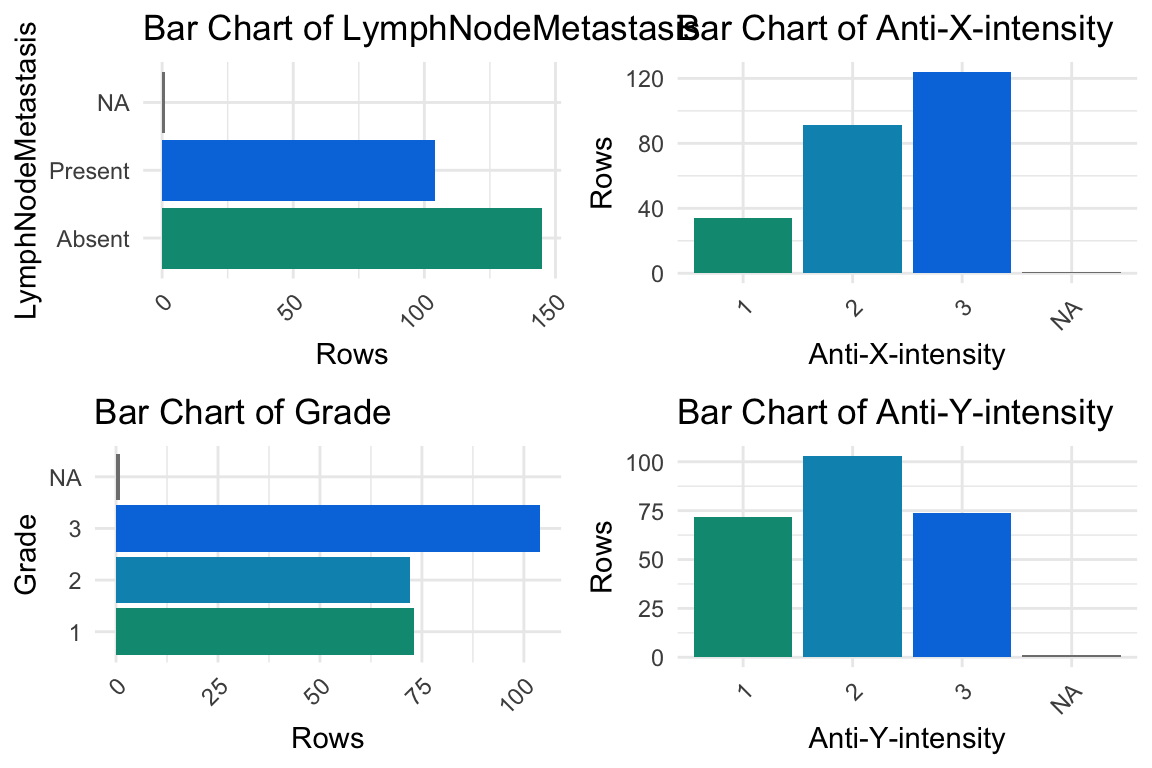 Bar Chart of LymphNodeMetastasis
LymphNodeMetastasis
NA
Present
Absent
0
50
100
150
Rows
Bar Chart of Anti-X-intensity
Rows
120
80
40
0
1
2
3
NA
Anti-X-intensity
Bar Chart of Grade
Grade
NA
3
2
1
0
25
50
75
100
Rows
Bar Chart of Anti-Y-intensity
Rows
100
75
50
25
0
1
2
3
NA
Anti-Y-intensity